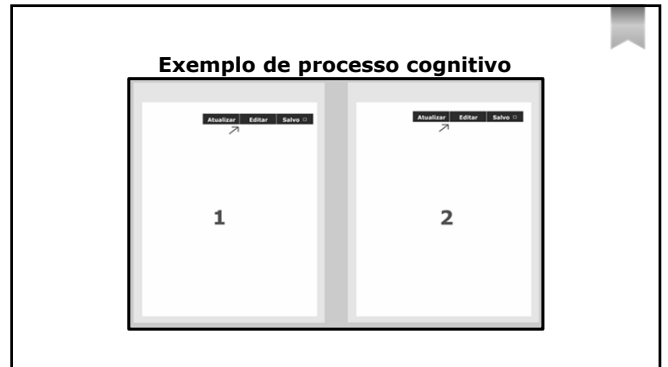 Exemplo de processo cognitivo
Atualizar Editar Salvo
Atualizar Editar Salvo
1
2